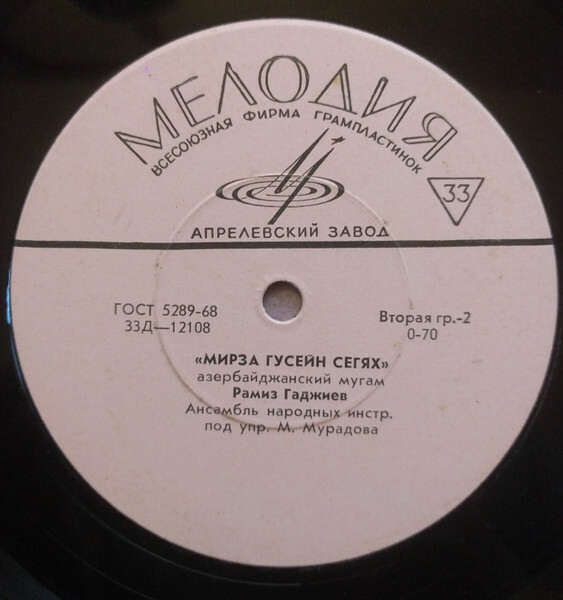 МЕЛОДИЯ
ВСЕСОЮЗНАЯ ФИРМА ГРАМПЛАСТИНОК
33
АПРЕЛЕВСКИЙ ЗАВОД
ГОСТ 5289-68
33Д—12108
Вторая гр.-2
0-70
«МИРЗА ГУСЕЙН СЕГЯХ»
азербайджанский мугам
Рамиз Гаджиев
Ансамбль народных инстр.
под упр. М. Мурадова